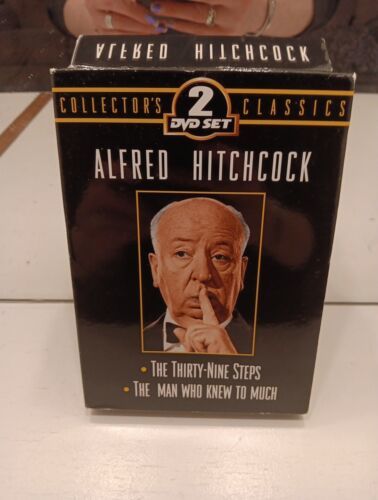 ALFRED HITCHCOCK
COLLECTOR'S 2 CLASSICS
DVD SET
ALFRED HITCHCOCK
• THE THIRTY-NINE STEPS
• THE MAN WHO KNEW TO MUCH